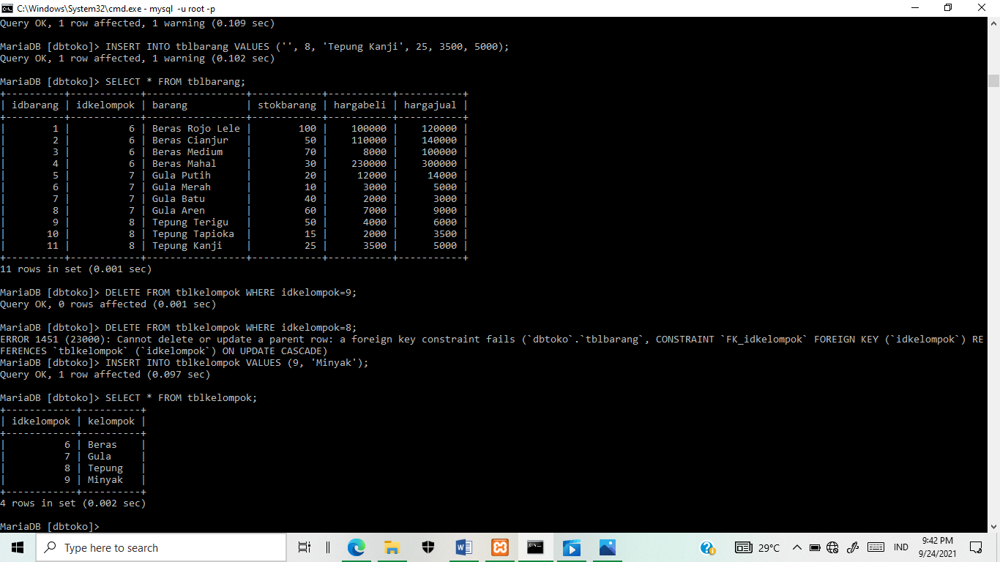 C:\Windows\System32\cmd.exe - mysql  -u root -p
Query OK, 1 row affected, 1 warning (0.109 sec)
MariaDB [dbtoko]> INSERT INTO tblbarang VALUES ('', 8, 'Tepung Kanji', 25, 3500, 5000);
Query OK, 1 row affected, 1 warning (0.102 sec)
MariaDB [dbtoko]> SELECT * FROM tblbarang;
+----------+------------+-----------------+------------+-----------+-----------+
| idbarang | idkelompok | barang          | stokbarang | hargabeli | hargajual |
+----------+------------+-----------------+------------+-----------+-----------+
|        1 |          6 | Beras Rojo Lele |        100 |    100000 |    120000 |
|        2 |          6 | Beras Cianjur   |         50 |    110000 |    140000 |
|        3 |          6 | Beras Medium    |         70 |      8000 |    100000 |
|        4 |          6 | Beras Mahal     |         30 |    230000 |    300000 |
|        5 |          7 | Gula Putih      |         20 |     12000 |     14000 |
|        6 |          7 | Gula Merah      |         10 |      3000 |      5000 |
|        7 |          7 | Gula Batu       |         40 |      2000 |      3000 |
|        8 |          7 | Gula Aren       |         60 |      7000 |      9000 |
|        9 |          8 | Tepung Terigu   |         50 |      4000 |      6000 |
|       10 |          8 | Tepung Tapioka  |         15 |      2000 |      3500 |
|       11 |          8 | Tepung Kanji    |         25 |      3500 |      5000 |
+----------+------------+-----------------+------------+-----------+-----------+
11 rows in set (0.001 sec)
MariaDB [dbtoko]> DELETE FROM tblkelompok WHERE idkelompok=9;
Query OK, 0 rows affected (0.001 sec)
MariaDB [dbtoko]> DELETE FROM tblkelompok WHERE idkelompok=8;
ERROR 1451 (23000): Cannot delete or update a parent row: a foreign key constraint fails (`dbtoko`.`tblbarang`, CONSTRAINT `FK_idkelompok` FOREIGN KEY (`idkelompok`) RE
FERENCES `tblkelompok` (`idkelompok`) ON UPDATE CASCADE)
MariaDB [dbtoko]> INSERT INTO tblkelompok VALUES (9, 'Minyak');
Query OK, 1 row affected (0.097 sec)
MariaDB [dbtoko]> SELECT * FROM tblkelompok;
+------------+----------+
| idkelompok | kelompok |
+------------+----------+
|          6 | Beras    |
|          7 | Gula     |
|          8 | Tepung   |
|          9 | Minyak   |
+------------+----------+
4 rows in set (0.002 sec)
MariaDB [dbtoko]>
Type here to search
29°C
IND
9:42 PM
9/24/2021